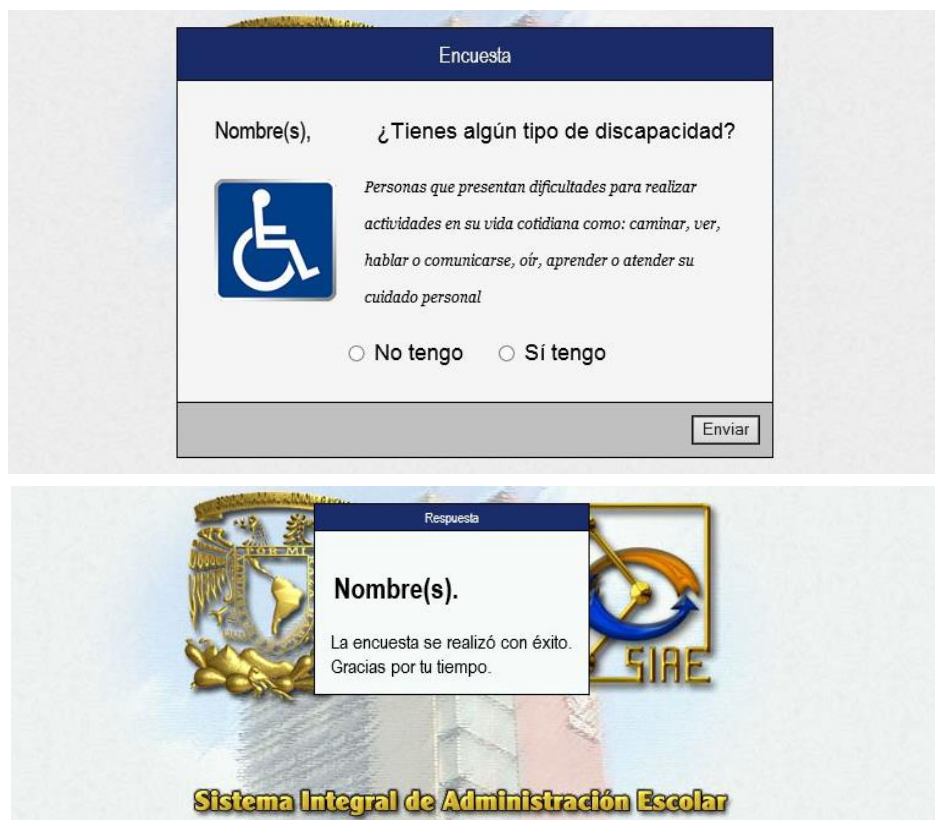 Encuesta
Nombre(s),
¿Tienes algún tipo de discapacidad?
Personas que presentan dificultades para realizar
actividades en su vida cotidiana como: caminar, ver,
hablar o comunicarse, oír, aprender o atender su
cuidado personal
No tengo
Sí tengo
Enviar
Respuesta
POR MI
Nombre(s).
La encuesta se realizó con éxito.
Gracias por tu tiempo.
SIAE
Sistema Integral de Administración Escolar